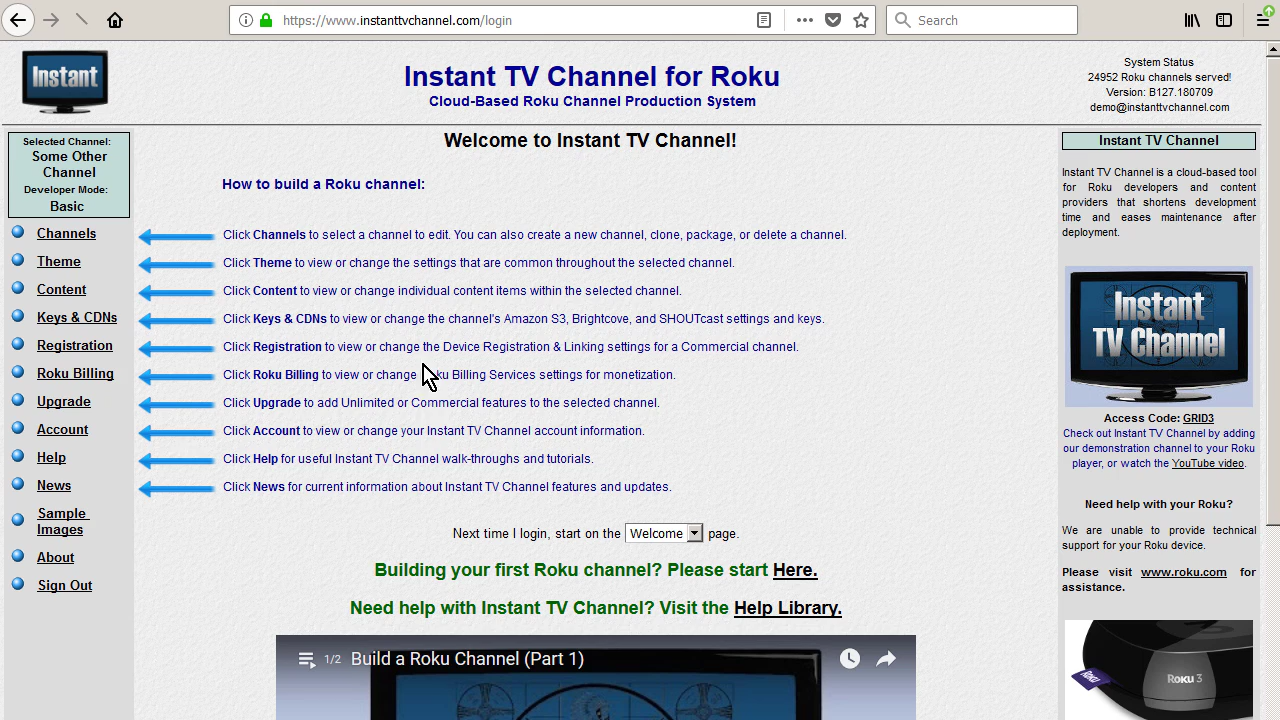 https://www.instanttvchannel.com/login
Search
Instant
Instant TV Channel for Roku
Cloud-Based Roku Channel Production System
System Status
24952 Roku channels served!
Version: B127.180709
demo@instanttvchannel.com
Selected Channel:
Some Other
Channel
Developer Mode:
Basic
Channels
Theme
Content
Keys & CDNs
Registration
Roku Billing
Upgrade
Account
Help
News
Sample
Images
About
Sign Out
Welcome to Instant TV Channel!
How to build a Roku channel:
Click Channels to select a channel to edit. You can also create a new channel, clone, package, or delete a channel.
Click Theme to view or change the settings that are common throughout the selected channel.
Click Content to view or change individual content items within the selected channel.
Click Keys & CDNs to view or change the channel's Amazon S3, Brightcove, and SHOUTcast settings and keys.
Click Registration to view or change the Device Registration & Linking settings for a Commercial channel.
Click Roku Billing to view or change Roku Billing Services settings for monetization.
Click Upgrade to add Unlimited or Commercial features to the selected channel.
Click Account to view or change your Instant TV Channel account information.
Click Help for useful Instant TV Channel walk-throughs and tutorials.
Click News for current information about Instant TV Channel features and updates.
Next time I login, start on the Welcome page.
Building your first Roku channel? Please start Here.
Need help with Instant TV Channel? Visit the Help Library.
1/2 Build a Roku Channel (Part 1)
Instant TV Channel
Instant TV Channel is a cloud-based tool
for Roku developers and content
providers that shortens development
time and eases maintenance after
deployment.
Instant
TV Channel
Access Code: GRID3
Check out Instant TV Channel by adding
our demonstration channel to your Roku
player, or watch the YouTube video.
Need help with your Roku?
We are unable to provide technical
support for your Roku device.
Please visit www.roku.com for
assistance.
Roku
Roku 3